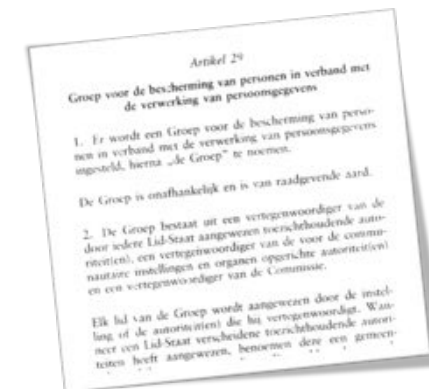 Artikel 29
Groep voor de bescherming van personen in verband met
de verwerking van persoonsgegevens
1. Er wordt een Groep voor de bescherming van perso-
nen in verband met de verwerking van persoonsgegevens
ingesteld, hierna „de Groep" te noemen.
De Groep is onafhankelijk en is van raadgevende aard.
2. De Groep bestaat uit een vertegenwoordiger van de
door iedere Lid-Staat aangewezen toezichthoudende auto-
riteit(en), een vertegenwoordiger van de voor de commu-
nautaire instellingen en organen opgerichte autoriteit(en)
en een vertegenwoordiger van de Commissie.
Elk lid van de Groep wordt aangewezen door de instel-
ling of de autoriteit(en) die hij vertegenwoordigt. Wan-
neer een Lid-Staat verscheidene toezichthoudende autori-
teiten heeft aangewezen, benoemen deze een gemeen-